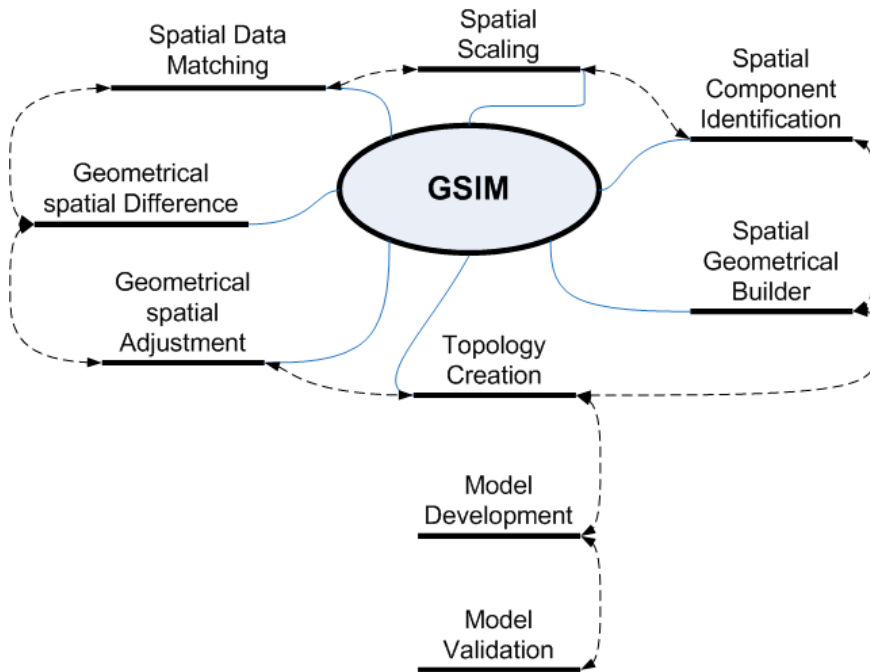 Spatial Data
Matching
Spatial
Scaling
Spatial
Component
Identification
GSIM
Geometrical
spatial Difference
Spatial
Geometrical
Builder
Geometrical
spatial
Adjustment
Topology
Creation
Model
Development
Model
Validation